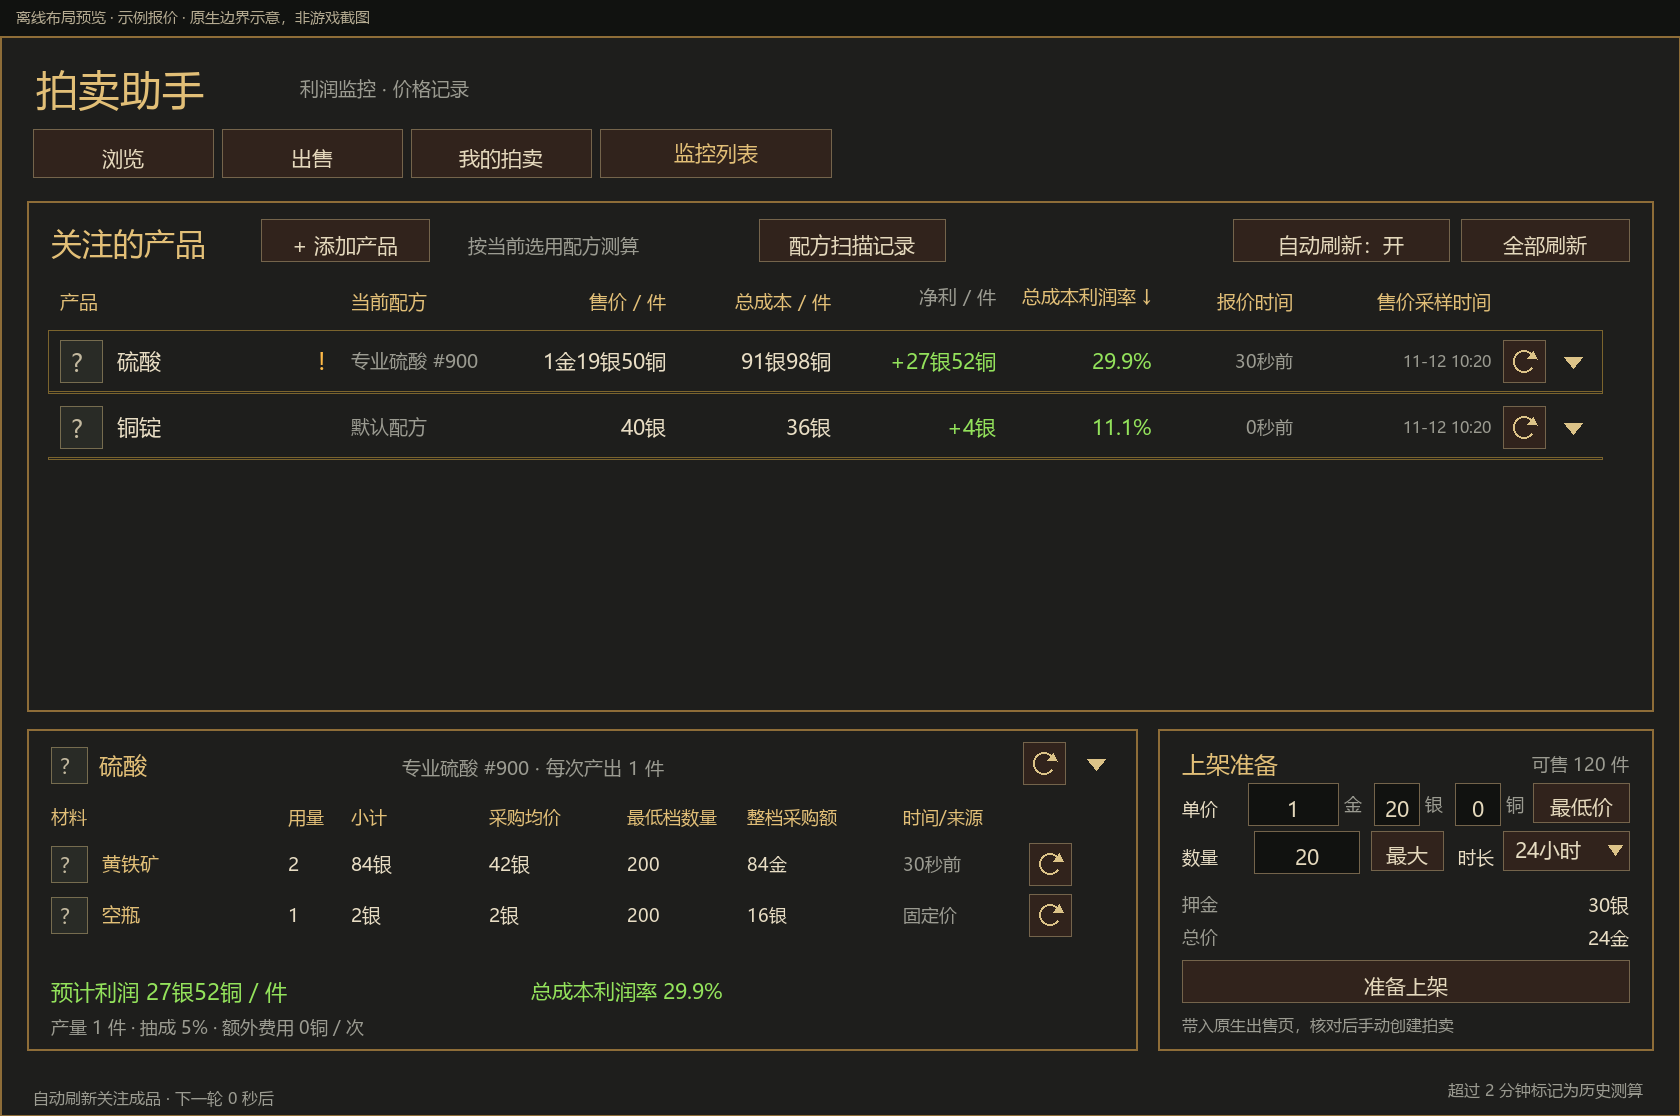 离线布局预览 · 示例报价 · 原生边界示意，非游戏截图
拍卖助手 利润监控 · 价格记录
浏览 出售 我的拍卖 监控列表
关注的产品 + 添加产品 按当前选用配方测算 配方扫描记录 自动刷新：开 全部刷新
产品 当前配方 售价 / 件 总成本 / 件 净利 / 件 总成本利润率 ↓ 报价时间 售价采样时间
? 硫酸 ! 专业硫酸 #900 1金19银50铜 91银98铜 +27银52铜 29.9% 30秒前 11-12 10:20
? 铜锭 默认配方 40银 36银 +4银 11.1% 0秒前 11-12 10:20
? 硫酸 专业硫酸 #900 · 每次产出 1 件
材料 用量 小计 采购均价 最低档数量 整档采购额 时间/来源
? 黄铁矿 2 84银 42银 200 84金 30秒前
? 空瓶 1 2银 2银 200 16银 固定价
预计利润 27银52铜 / 件 总成本利润率 29.9%
产量 1 件 · 抽成 5% · 额外费用 0铜 / 次
上架准备 可售 120 件
单价 1 金 20 银 0 铜 最低价
数量 20 最大 时长 24小时
押金 30银
总价 24金
准备上架
带入原生出售页，核对后手动创建拍卖
自动刷新关注成品 · 下一轮 0 秒后
超过 2 分钟标记为历史测算